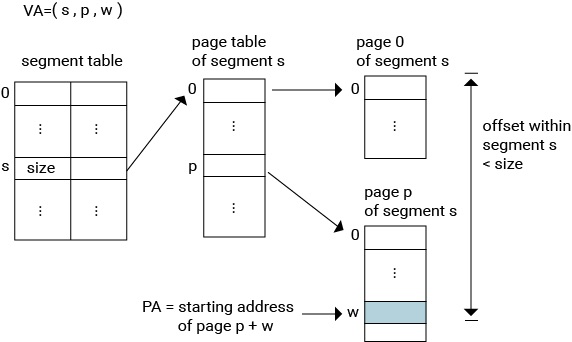 VA=( s , p , w )
segment table
0
⋮ ⋮
s size
⋮ ⋮
page table
of segment s
0
⋮
p
⋮
page 0
of segment s
0
⋮
offset within
segment s
< size
page p
of segment s
0
⋮
w
PA = starting address
of page p + w